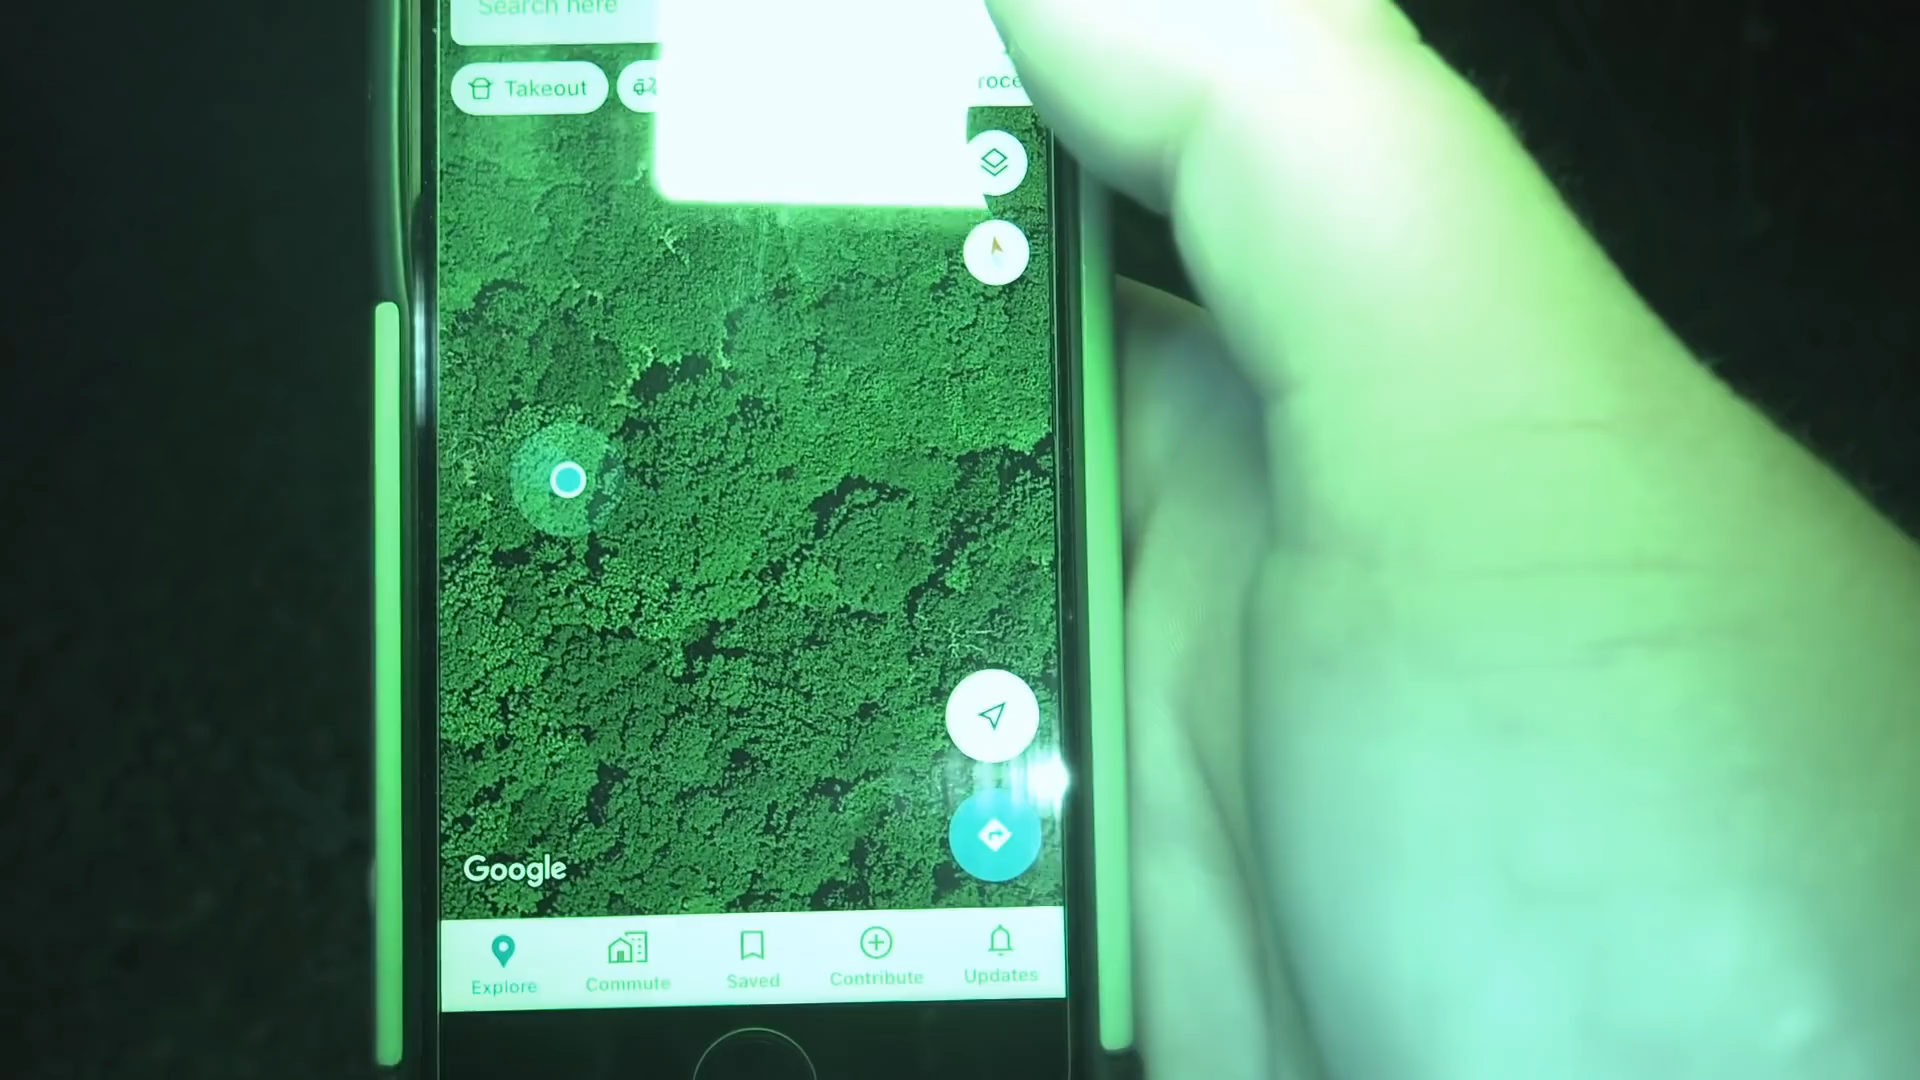 Search here
Takeout
Google
Explore
Commute
Saved
Contribute
Updates